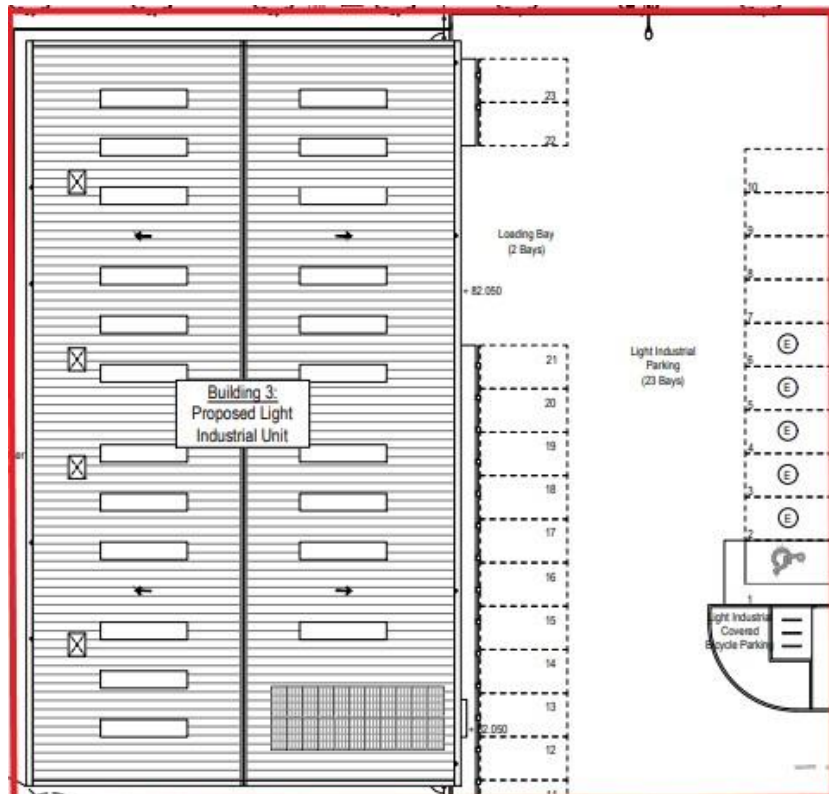 23
22
10
9
8
7
6
5
4
3
2
1
E
E
E
E
E
Loading Bay
(2 Bays)
+ 82.050
Light Industrial
Parking
(23 Bays)
Building 3:
Proposed Light
Industrial Unit
21
20
19
18
17
16
15
14
13
12
Light Industrial
Covered
Bicycle Parking